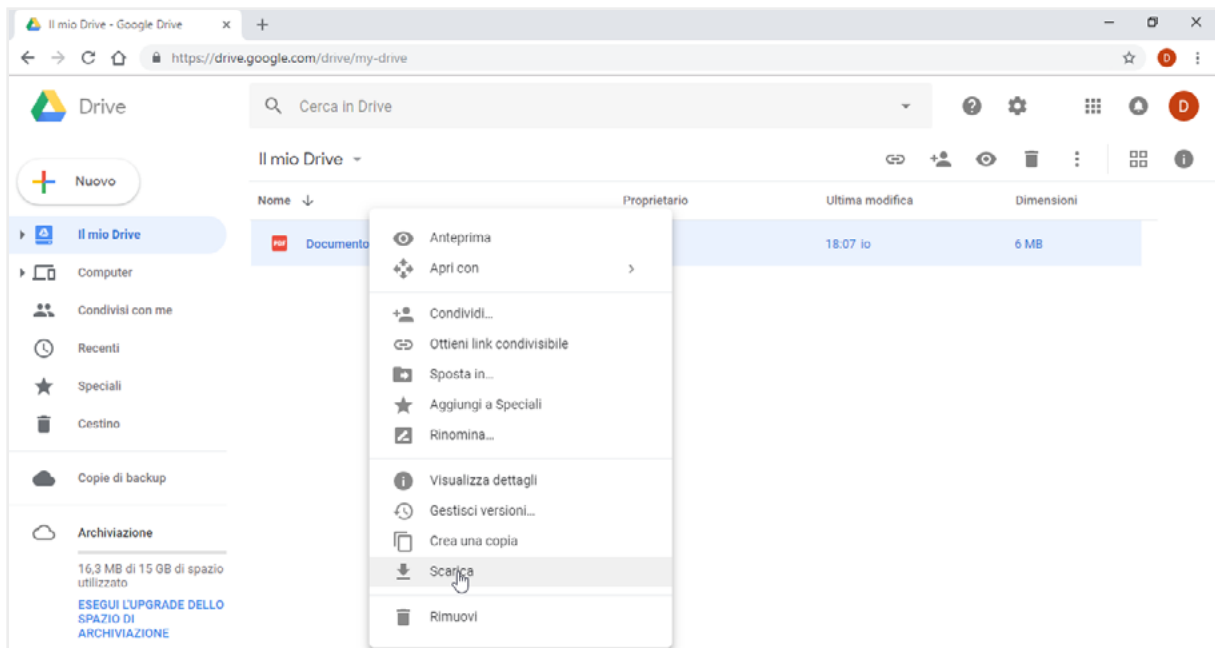 Il mio Drive - Google Drive
https://drive.google.com/drive/my-drive
D
Drive
Cerca in Drive
D
Il mio Drive
Nuovo
Nome
Proprietario
Ultima modifica
Dimensioni
Il mio Drive
PDF
Documento
18:07 io
6 MB
Computer
Condivisi con me
Recenti
Speciali
Cestino
Copie di backup
Archiviazione
16,3 MB di 15 GB di spazio
utilizzato
ESEGUI L'UPGRADE DELLO
SPAZIO DI
ARCHIVIAZIONE
Anteprima
Apri con
Condividi...
Ottieni link condivisibile
Sposta in...
Aggiungi a Speciali
Rinomina...
Visualizza dettagli
Gestisci versioni...
Crea una copia
Scarica
Rimuovi